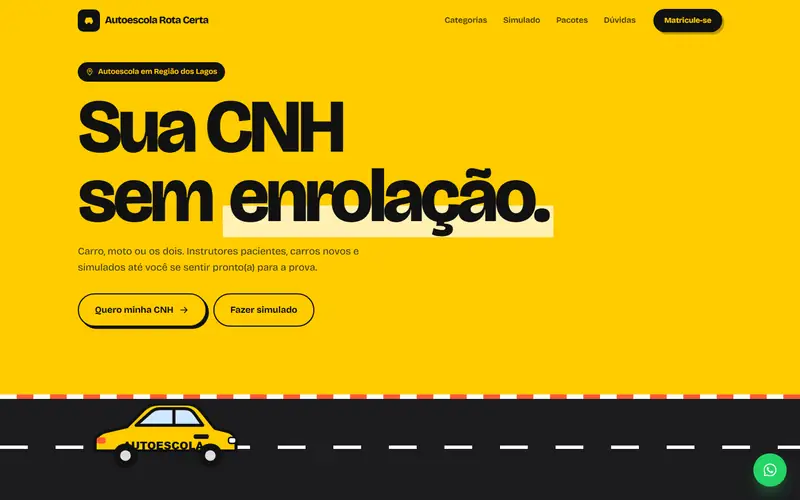 Autoescola Rota Certa
Categorias
Simulado
Pacotes
Dúvidas
Matricule-se
Autoescola em Região dos Lagos
Sua CNH
sem enrolação.
Carro, moto ou os dois. Instrutores pacientes, carros novos e
simulados até você se sentir pronto(a) para a prova.
Quero minha CNH →
Fazer simulado
AUTOESCOLA